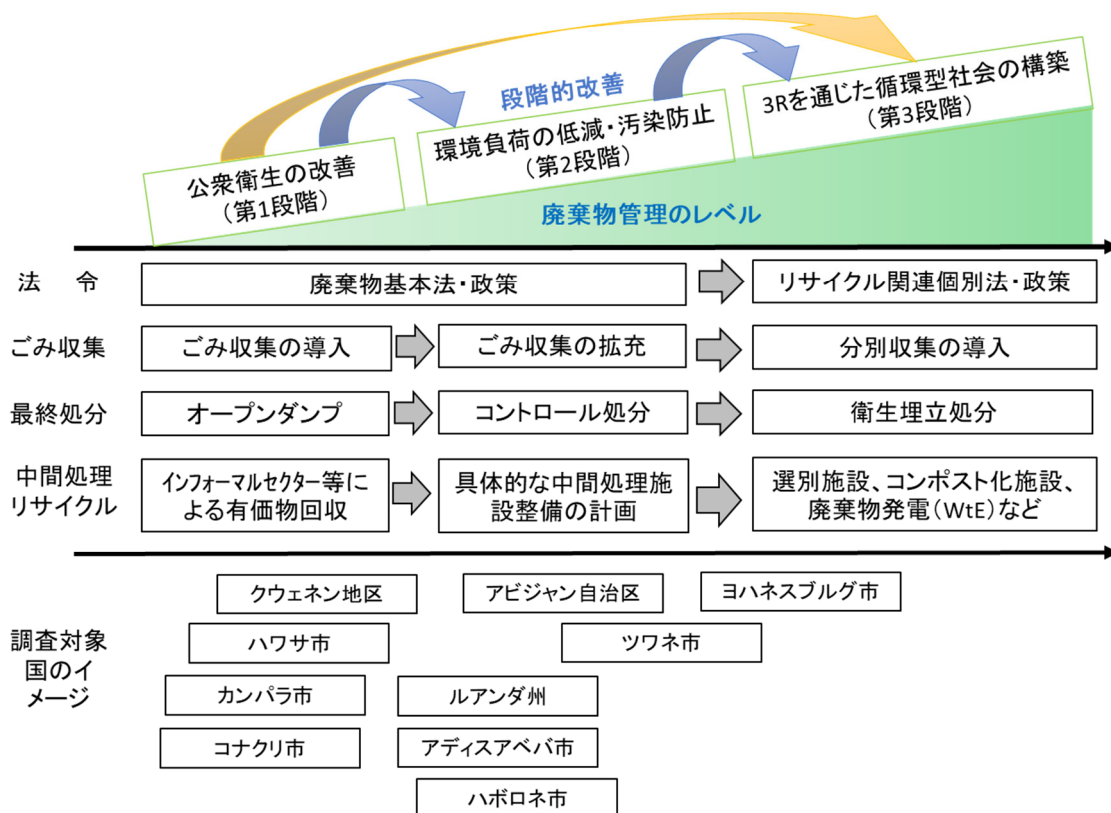 段階的改善
公衆衛生の改善
（第1段階）
環境負荷の低減・汚染防止
（第2段階）
3Rを通じた循環型社会の構築
（第3段階）
廃棄物管理のレベル
法　令
廃棄物基本法・政策
リサイクル関連個別法・政策
ごみ収集
ごみ収集の導入
ごみ収集の拡充
分別収集の導入
最終処分
オープンダンプ
コントロール処分
衛生埋立処分
中間処理
リサイクル
インフォーマルセクター等に
よる有価物回収
具体的な中間処理施
設整備の計画
選別施設、コンポスト化施設、
廃棄物発電（WtE）など
調査対象
国のイ
メージ
クウェネン地区
アビジャン自治区
ヨハネスブルグ市
ハワサ市
ツワネ市
カンパラ市
ルアンダ州
コナクリ市
アディスアベバ市
ハボロネ市